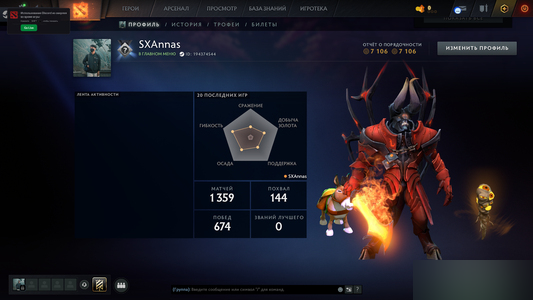 ГЕРОИ АРСЕНАЛ ПРОСМОТР БАЗА ЗНАНИЙ ИГРОТЕКА
ПРОФИЛЬ / ИСТОРИЯ / ТРОФЕИ / БИЛЕТЫ
SXAnnas
В ГЛАВНОМ МЕНЮ
ОТЧЁТ О ПОРЯДОЧНОСТИ
7 106 7 106
ИЗМЕНИТЬ ПРОФИЛЬ
ЛЕНТА АКТИВНОСТИ
20 ПОСЛЕДНИХ ИГР
СРАЖЕНИЕ
ГИБКОСТЬ
ДОБЫЧА ЗОЛОТА
ОСАДА
ПОДДЕРЖКА
SXAnnas
МАТЧЕЙ
1 359
ПОХВАЛ
144
ПОБЕД
674
ЗВАНИЙ ЛУЧШЕГО
0